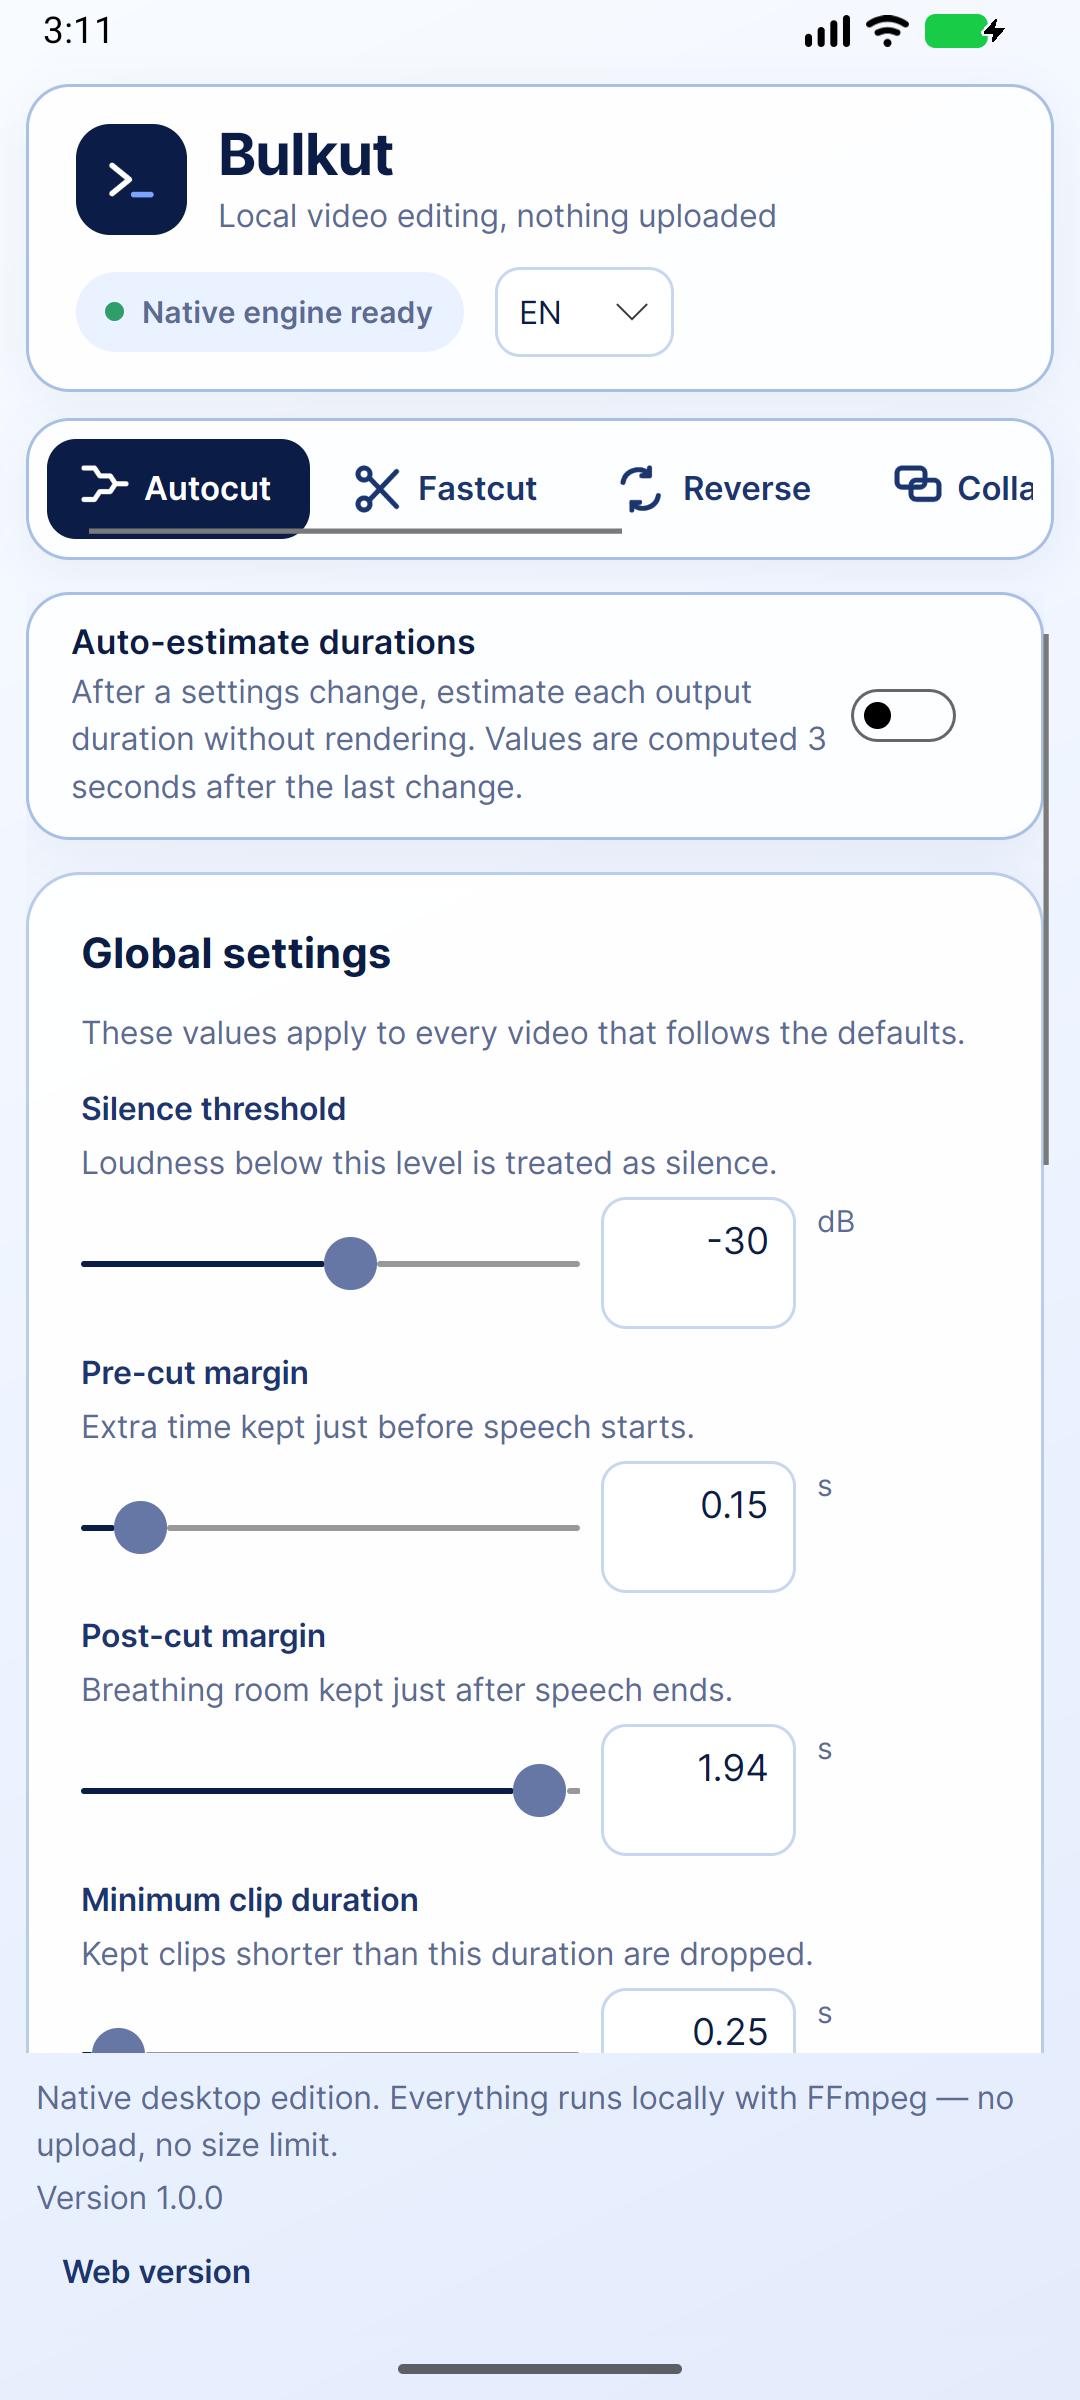 3:11
Bulkut
Local video editing, nothing uploaded
Native engine ready
EN
Autocut
Fastcut
Reverse
Colla
Auto-estimate durations
After a settings change, estimate each output
duration without rendering. Values are computed 3
seconds after the last change.
Global settings
These values apply to every video that follows the defaults.
Silence threshold
Loudness below this level is treated as silence.
-30
dB
Pre-cut margin
Extra time kept just before speech starts.
0.15
s
Post-cut margin
Breathing room kept just after speech ends.
1.94
s
Minimum clip duration
Kept clips shorter than this duration are dropped.
0.25
s
Native desktop edition. Everything runs locally with FFmpeg — no
upload, no size limit.
Version 1.0.0
Web version